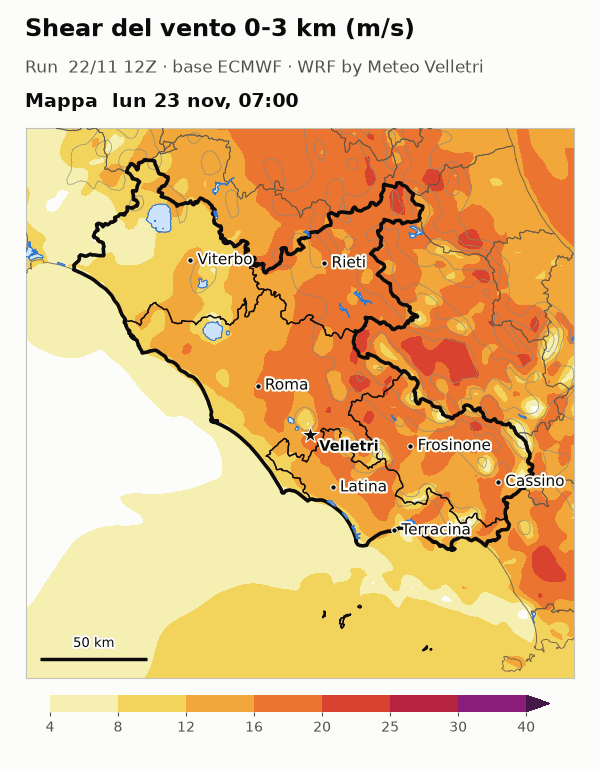 Shear del vento 0-3 km (m/s)
Run  22/11 12Z · base ECMWF · WRF by Meteo Velletri
Mappa  lun 23 nov, 07:00
Viterbo
Rieti
Roma
Velletri
Frosinone
Cassino
Latina
Terracina
50 km
4 8 12 16 20 25 30 40